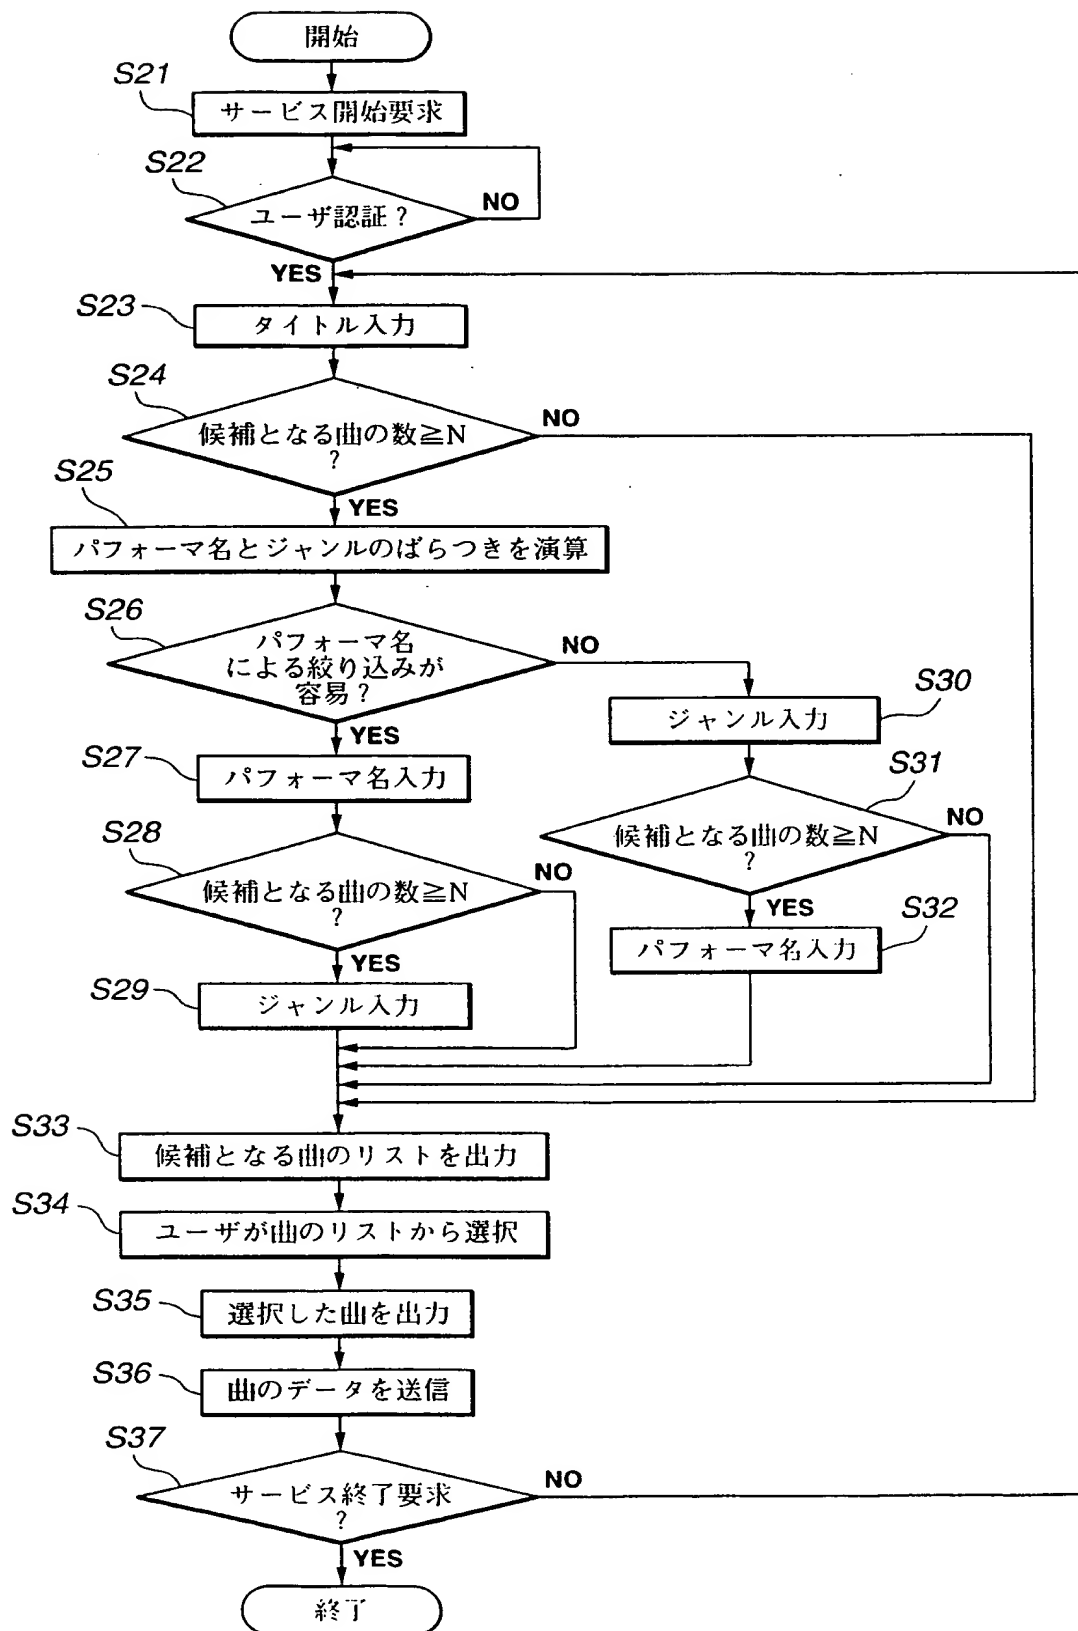 開始
S21
サービス開始要求
S22
ユーザ認証?
NO
YES
S23
タイトル入力
S24
候補となる曲の数≧N
?
NO
YES
S25
パフォーマ名とジャンルのばらつきを演算
S26
パフォーマ名
による絞り込みが
容易?
NO
YES
S27
パフォーマ名入力
S28
候補となる曲の数≧N
?
NO
YES
S29
ジャンル入力
S30
ジャンル入力
S31
候補となる曲の数≧N
?
NO
YES
S32
パフォーマ名入力
S33
候補となる曲のリストを出力
S34
ユーザが曲のリストから選択
S35
選択した曲を出力
S36
曲のデータを送信
S37
サービス終了要求
?
NO
YES
終了